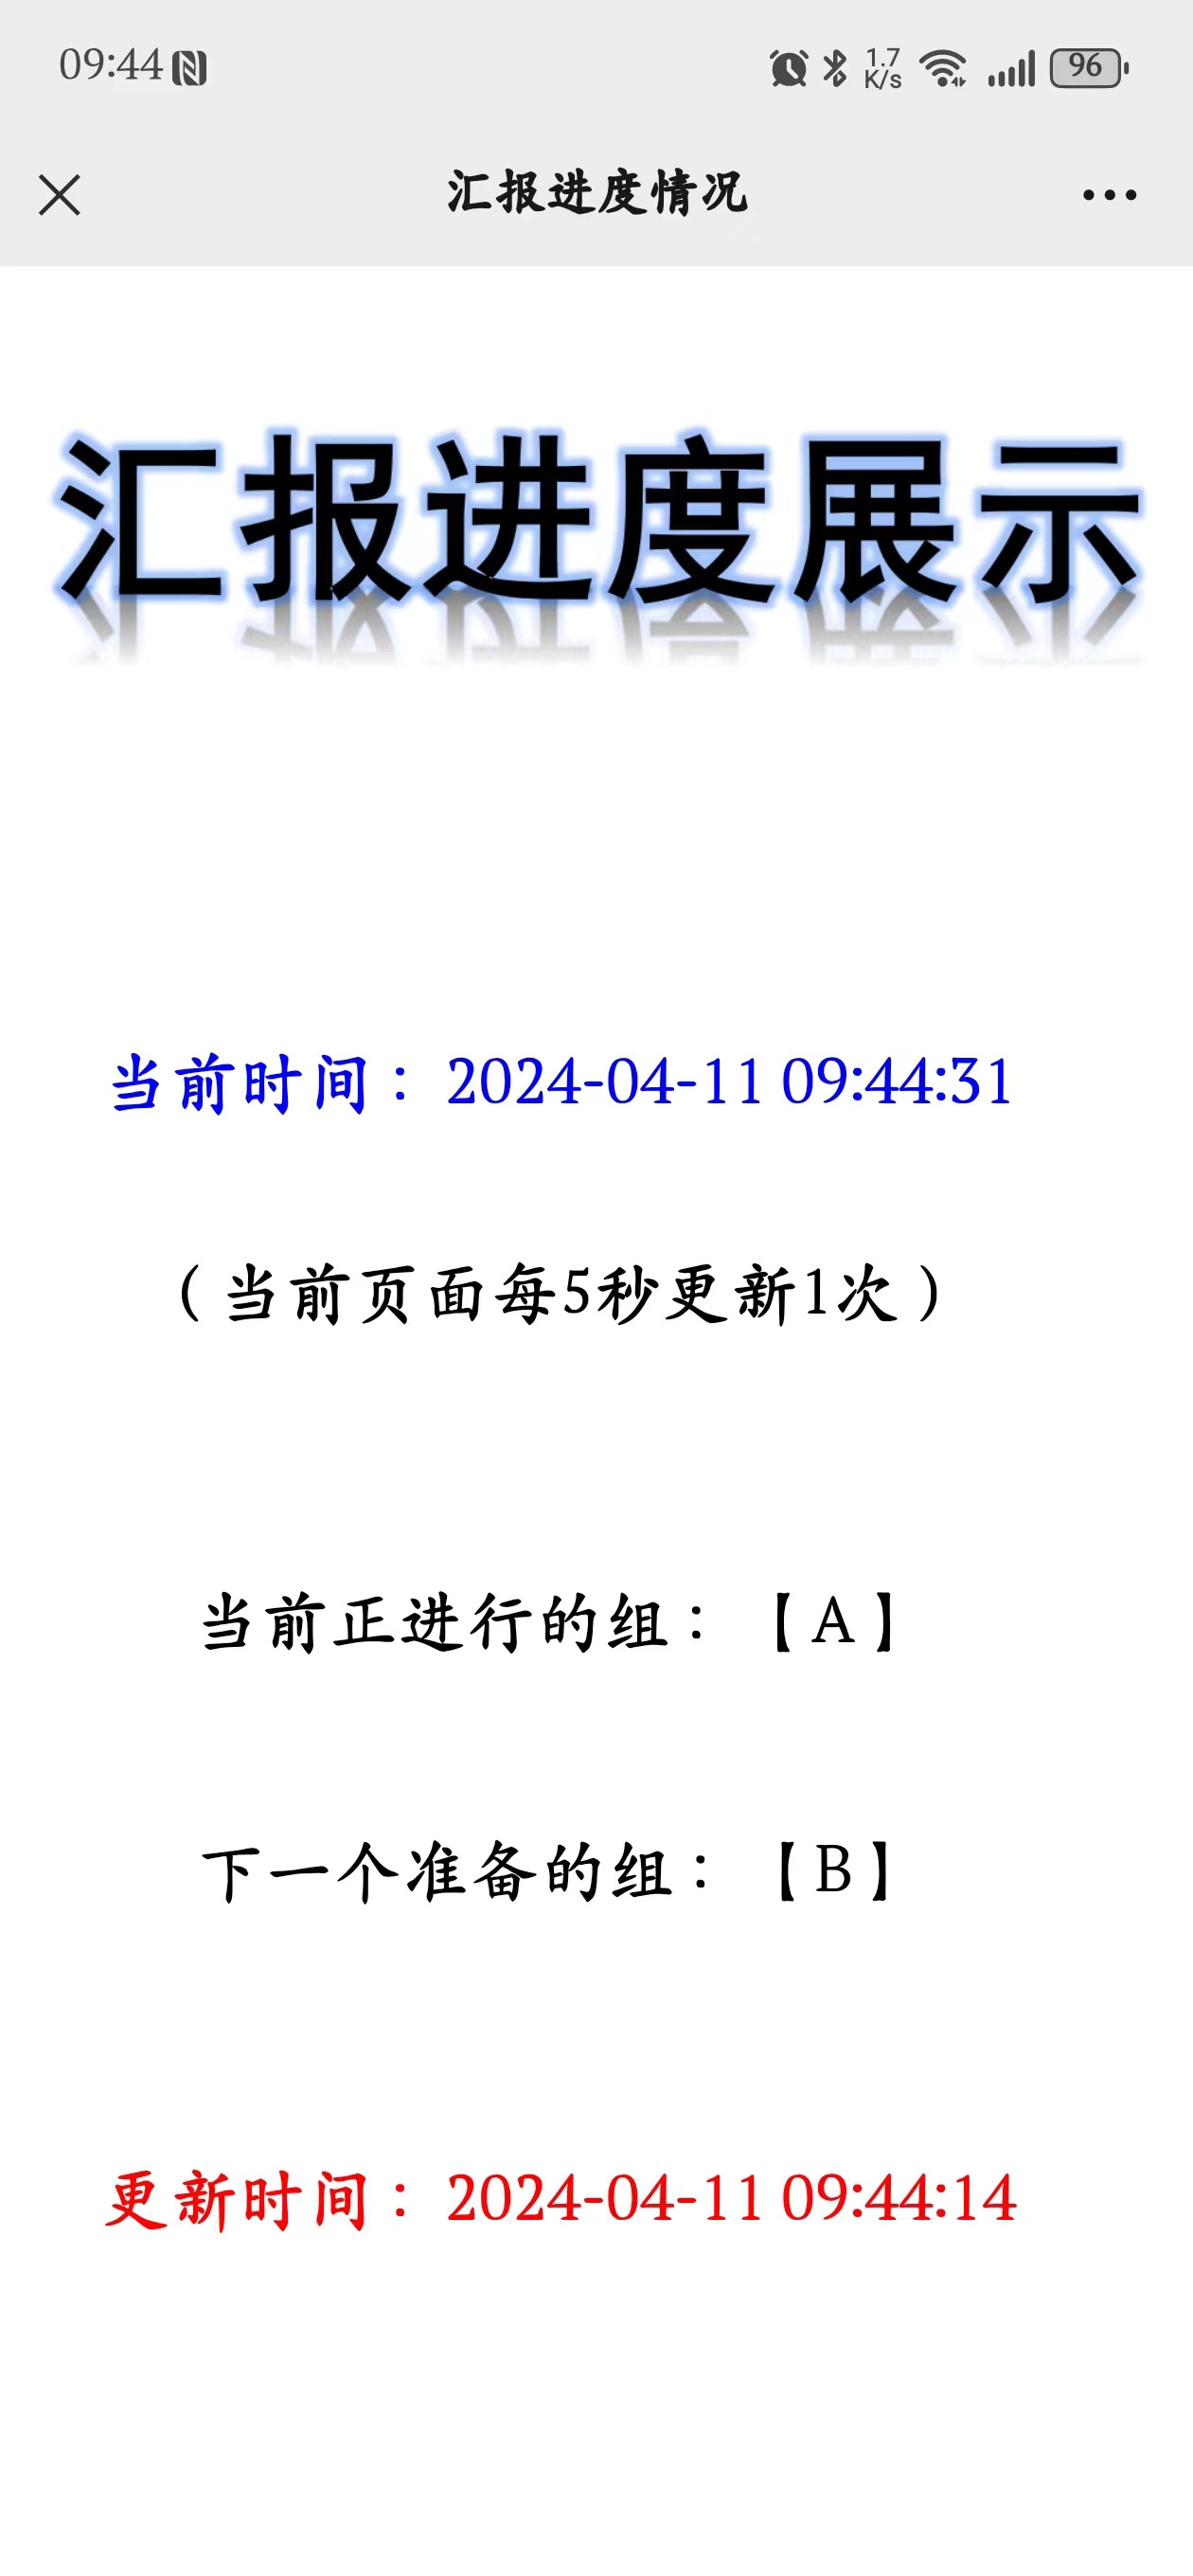 09:44
1.7
K/s
96
汇报进度情况
汇报进度展示
当前时间：2024-04-11 09:44:31
（当前页面每5秒更新1次）
当前正进行的组：【A】
下一个准备的组：【B】
更新时间：2024-04-11 09:44:14